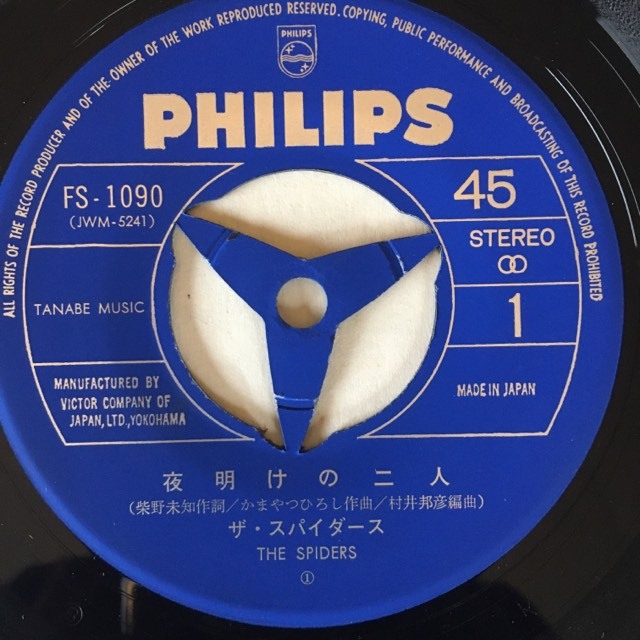 ALL RIGHTS OF THE RECORD PRODUCER AND OF THE OWNER OF THE WORK REPRODUCED RESERVED. COPYING, PUBLIC PERFORMANCE AND BROADCASTING OF THIS RECORD PROHIBITED
PHILIPS
PHILIPS
FS-1090
(JWM-5241)
45
STEREO
TANABE MUSIC
1
MANUFACTURED BY
VICTOR COMPANY OF
JAPAN, LTD., YOKOHAMA
MADE IN JAPAN
夜明けの二人
(柴野未知作詞/かまやつひろし作曲/村井邦彦編曲)
ザ・スパイダース
THE SPIDERS
①